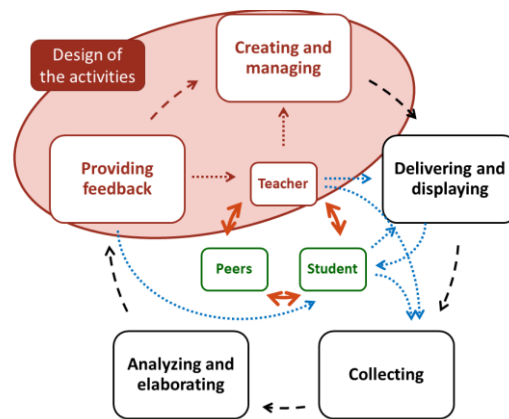 Design of
the activities
Creating and
managing
Providing
feedback
Teacher
Delivering and
displaying
Peers
Student
Analyzing and
elaborating
Collecting